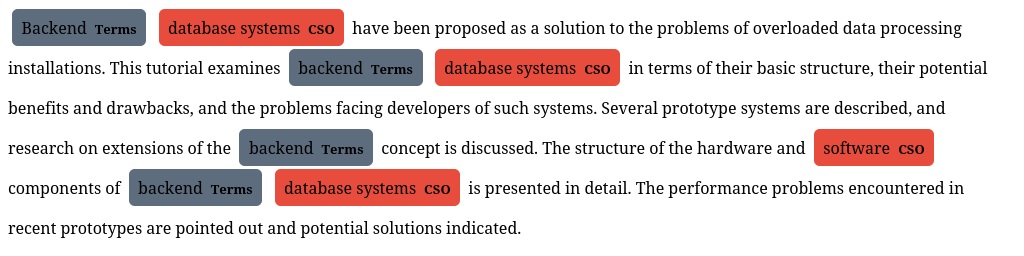 Backend Terms database systems CSO have been proposed as a solution to the problems of overloaded data processing
installations. This tutorial examines backend Terms database systems CSO in terms of their basic structure, their potential
benefits and drawbacks, and the problems facing developers of such systems. Several prototype systems are described, and
research on extensions of the backend Terms concept is discussed. The structure of the hardware and software CSO
components of backend Terms database systems CSO is presented in detail. The performance problems encountered in
recent prototypes are pointed out and potential solutions indicated.